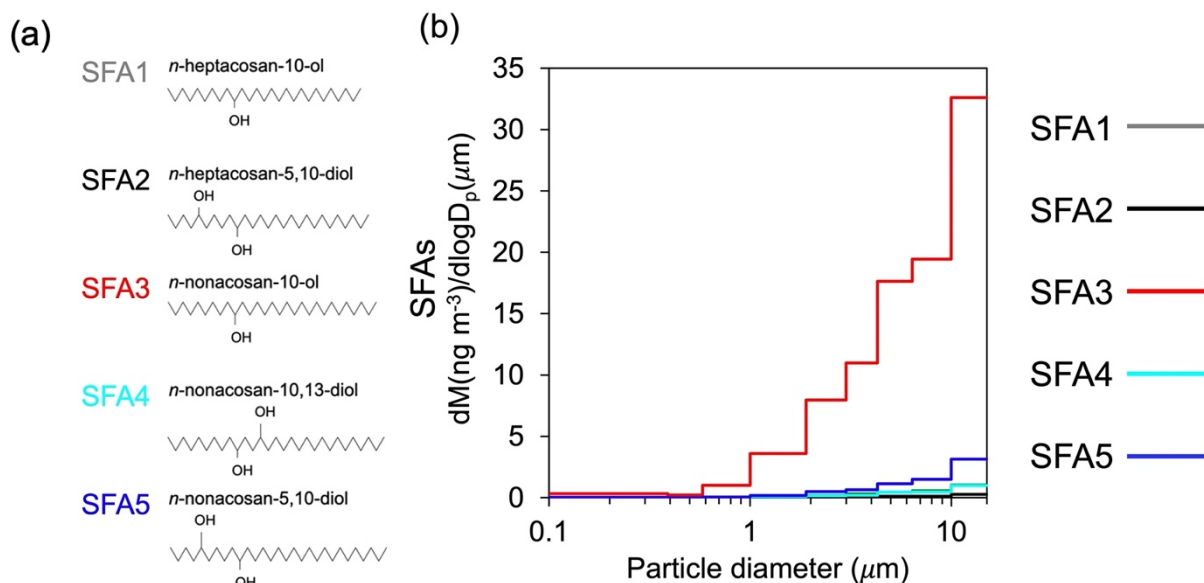 (a)
SFA1
n-heptacosan-10-ol
OH
SFA2
n-heptacosan-5,10-diol
OH
OH
SFA3
n-nonacosan-10-ol
OH
SFA4
n-nonacosan-10,13-diol
OH
OH
SFA5
n-nonacosan-5,10-diol
OH
OH
(b)
SFAs
dM(ng m⁻³)/dlogDₚ(μm)
35
30
25
20
15
10
5
0
0.1
1
10
Particle diameter (μm)
SFA1
SFA2
SFA3
SFA4
SFA5